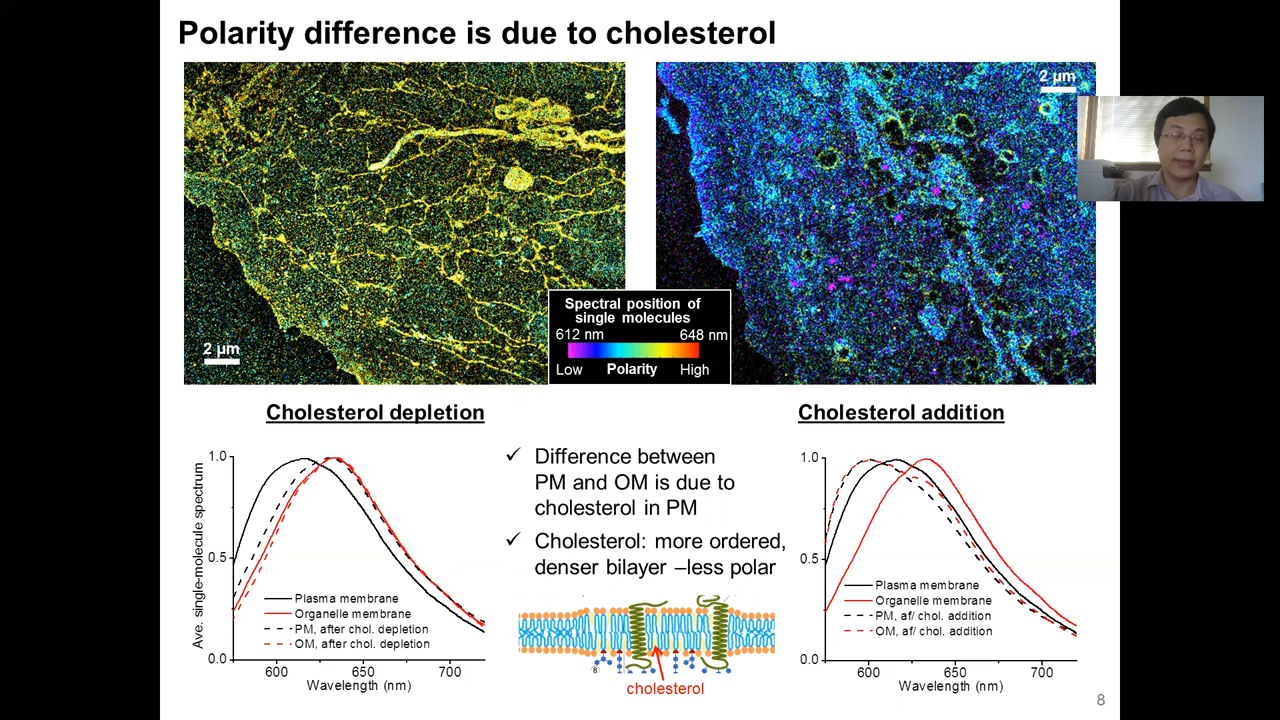 Polarity difference is due to cholesterol
2 µm
2 µm
Spectral position of
single molecules
612 nm
648 nm
Low
Polarity
High
Cholesterol depletion
Cholesterol addition
Ave. single-molecule spectrum
1.0
0.5
0.0
600
650
700
Wavelength (nm)
Plasma membrane
Organelle membrane
PM, after chol. depletion
OM, after chol. depletion
✓ Difference between
PM and OM is due to
cholesterol in PM
✓ Cholesterol: more ordered,
denser bilayer –less polar
8
cholesterol
1.0
0.5
0.0
600
650
700
Wavelength (nm)
Plasma membrane
Organelle membrane
PM, af/ chol. addition
OM, af/ chol. addition
8